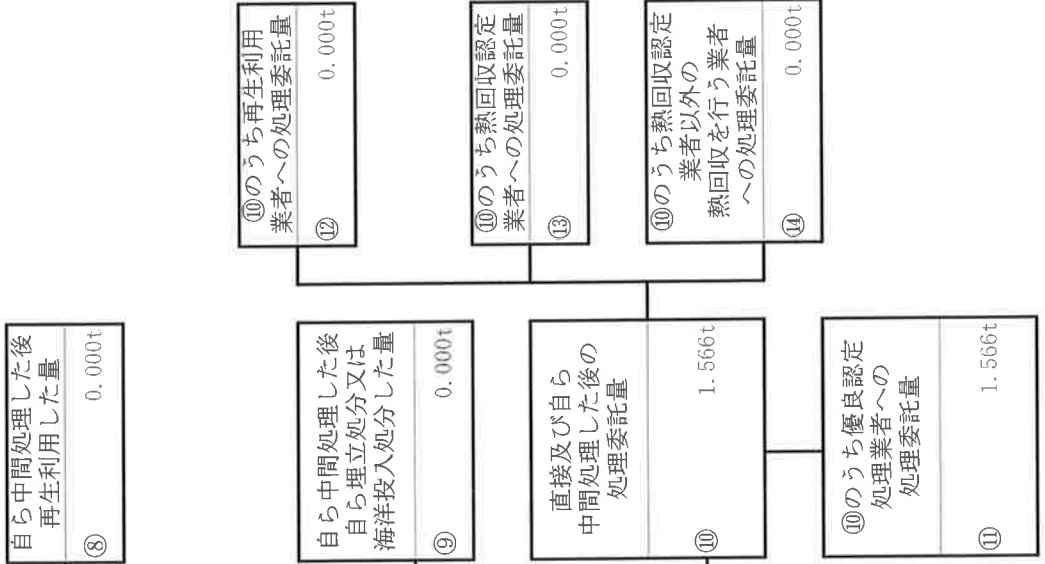 自ら中間処理した後
再生利用した量
⑧ 0.000t
自ら中間処理した後
自ら埋立処分又は
海洋投入処分した量
⑨ 0.000t
直接及び自ら
中間処理した後の
処理委託量
⑩ 1.566t
⑩のうち優良認定
処理業者への
処理委託量
⑪ 1.566t
⑩のうち再生利用
業者への処理委託量
⑫ 0.000t
⑩のうち熱回収認定
業者への処理委託量
⑬ 0.000t
⑩のうち熱回収認定
業者以外の
熱回収を行う業者
への処理委託量
⑭ 0.000t